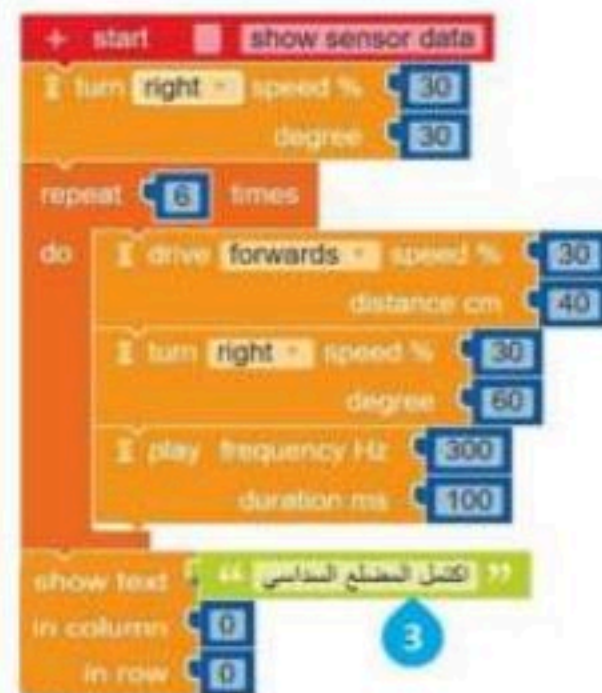 + start show sensor data
turn right speed % 30
degree 30
repeat 6 times
do drive forwards speed % 30
distance cm 40
turn right speed % 30
degree 60
play frequency Hz 300
duration ms 100
show text “ اكتمل المضلع السداسي ”
in column 0
3
in row 0